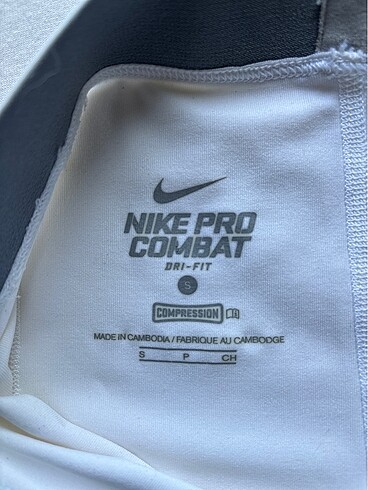 NIKE PRO
COMBAT
DRI-FIT
S
COMPRESSION
MADE IN CAMBODIA / FABRIQUE AU CAMBODGE
S P CH